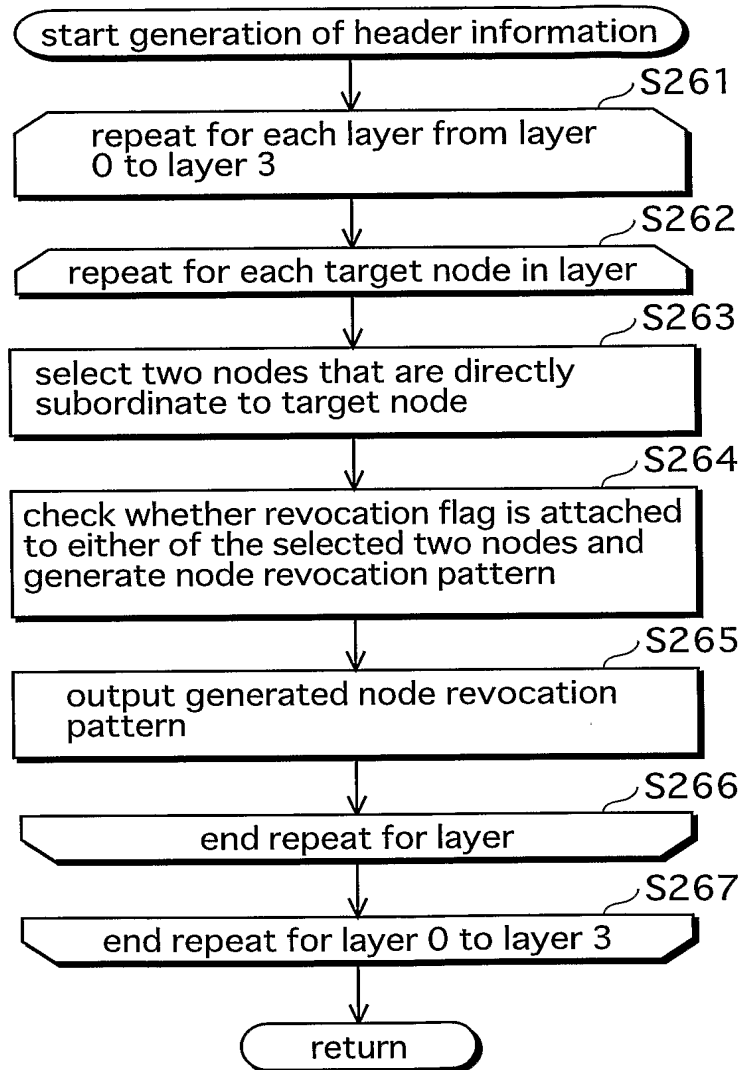 start generation of header information
S261
repeat for each layer from layer
0 to layer 3
S262
repeat for each target node in layer
S263
select two nodes that are directly
subordinate to target node
S264
check whether revocation flag is attached
to either of the selected two nodes and
generate node revocation pattern
S265
output generated node revocation
pattern
S266
end repeat for layer
S267
end repeat for layer 0 to layer 3
return